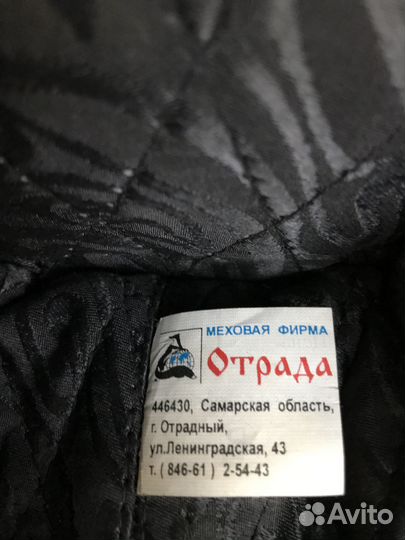 МЕХОВАЯ ФИРМА
Отрада
446430, Самарская область,
г. Отрадный,
ул.Ленинградская, 43
т. ( 846-61 ) 2-54-43
Avito